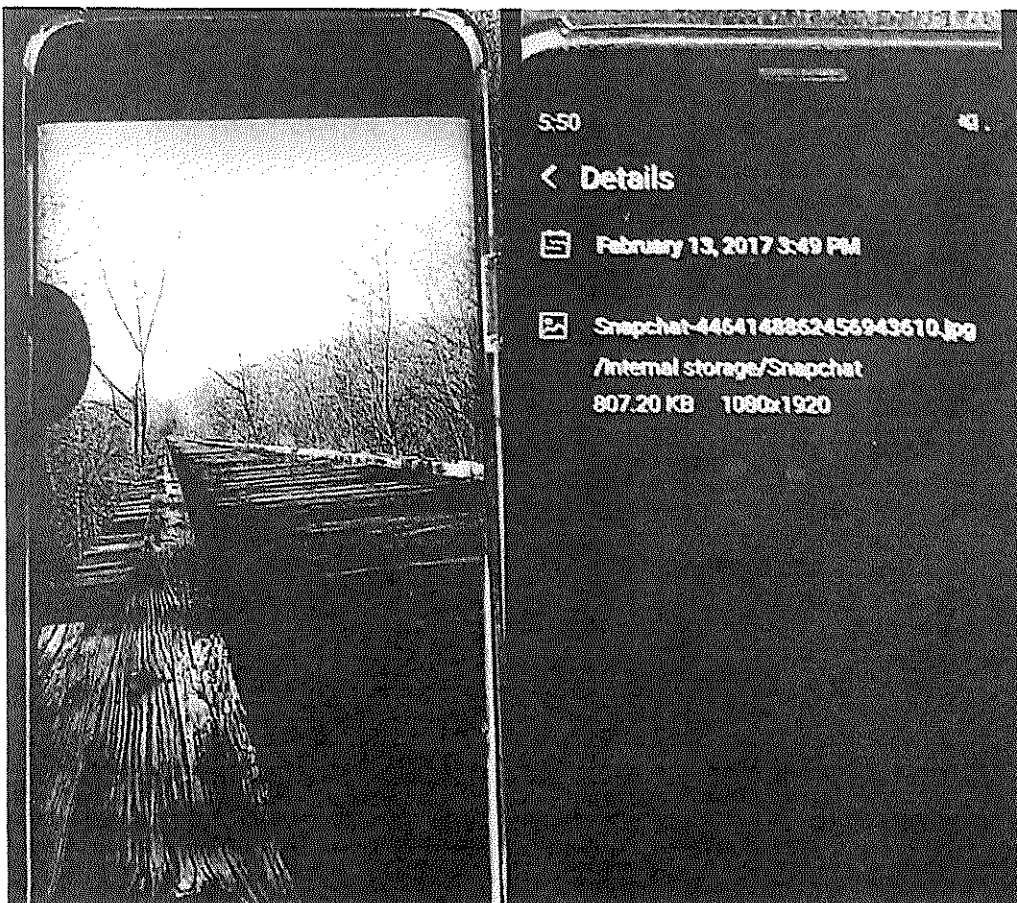 5:50
< Details
February 13, 2017 3:49 PM
Snapchat-4464148862456943610.jpg
/Internal storage/Snapchat
807.20 KB 1080x1920